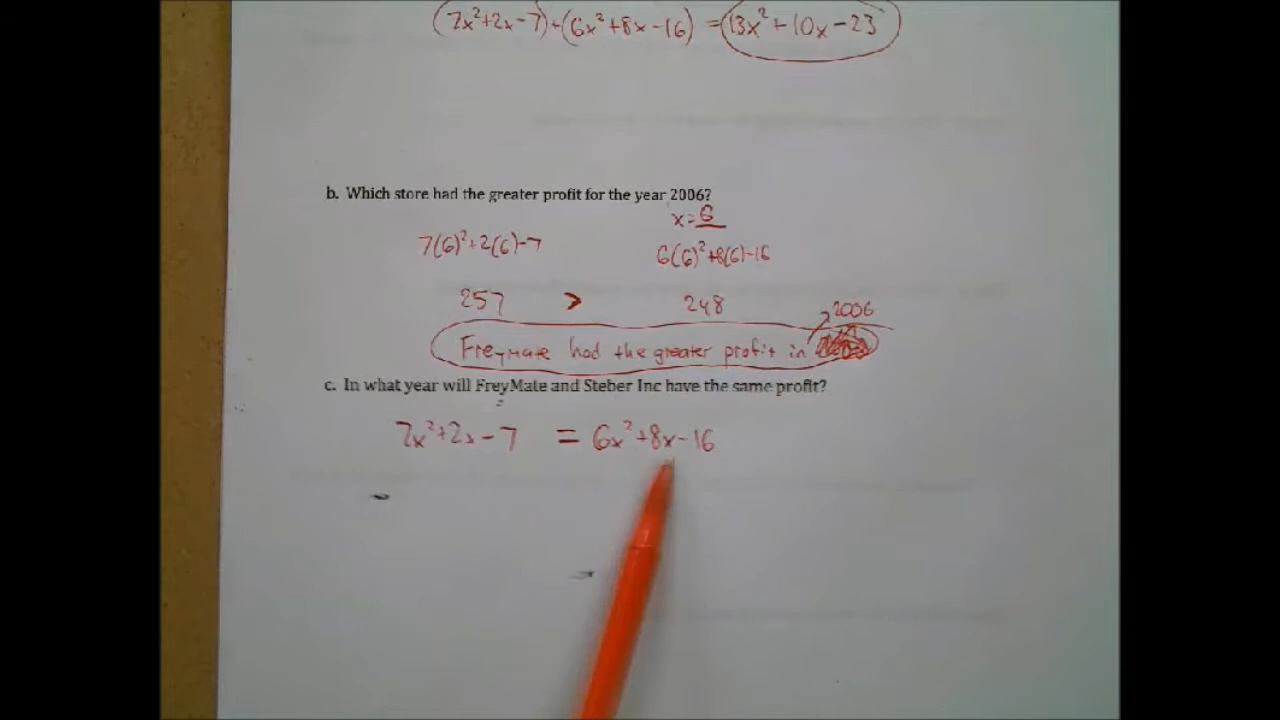 (7x²+2x-7)+(6x²+8x-16) = 13x²+10x-23
b. Which store had the greater profit for the year 2006?
x=6
7(6)²+2(6)-7 6(6)²+8(6)-16
257 > 248
2006
FreyMate had the greater profit in
c. In what year will FreyMate and Steber Inc have the same profit?
7x²+2x-7 = 6x²+8x-16